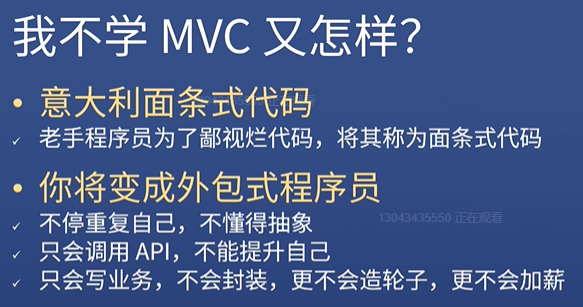 我不学 MVC 又怎样？
• 意大利面条式代码
✓ 老手程序员为了鄙视烂代码，将其称为面条式代码
• 你将变成外包式程序员
✓ 不停重复自己，不懂得抽象
13043435550 正在观看
✓ 只会调用 API，不能提升自己
✓ 只会写业务，不会封装，更不会造轮子，更不会加薪